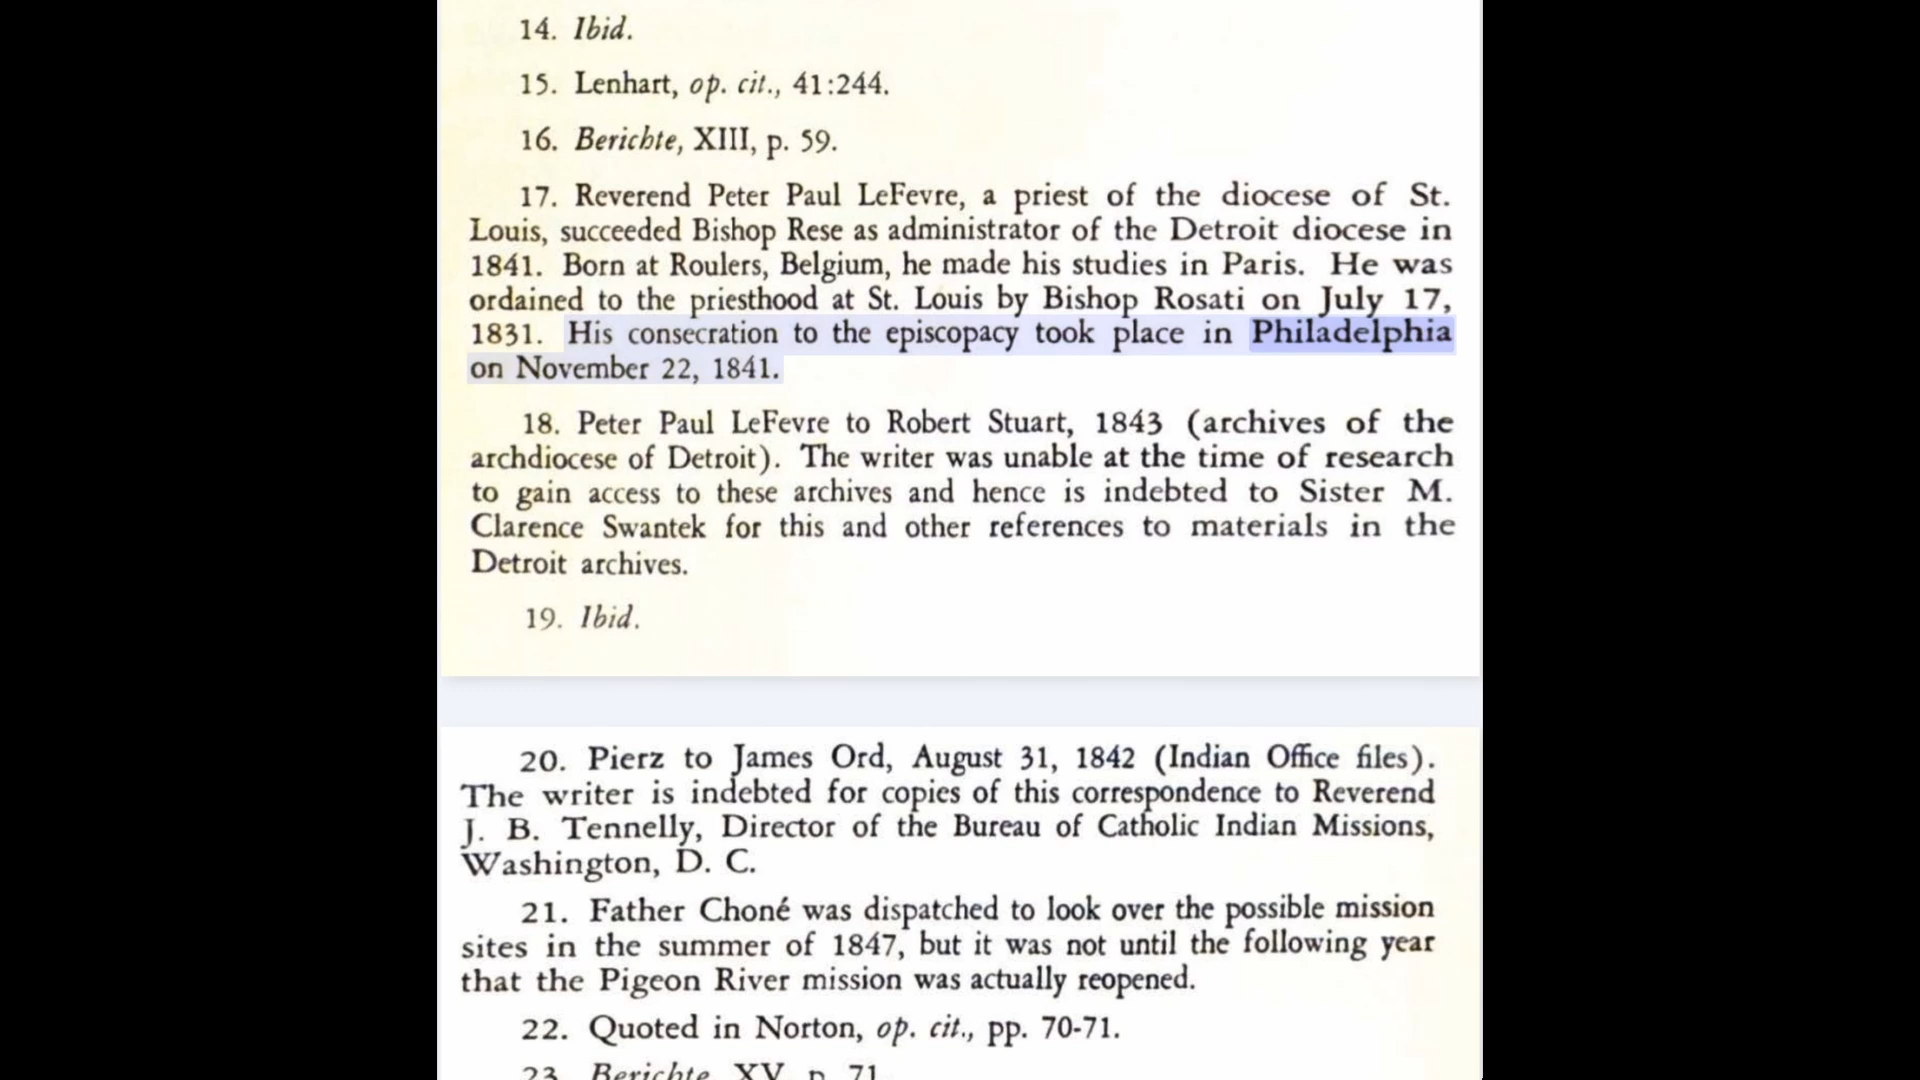 14. Ibid.
15. Lenhart, op. cit., 41:244.
16. Berichte, XIII, p. 59.
17. Reverend Peter Paul LeFevre, a priest of the diocese of St.
Louis, succeeded Bishop Rese as administrator of the Detroit diocese in
1841. Born at Roulers, Belgium, he made his studies in Paris. He was
ordained to the priesthood at St. Louis by Bishop Rosati on July 17,
1831. His consecration to the episcopacy took place in Philadelphia
on November 22, 1841.
18. Peter Paul LeFevre to Robert Stuart, 1843 (archives of the
archdiocese of Detroit). The writer was unable at the time of research
to gain access to these archives and hence is indebted to Sister M.
Clarence Swantek for this and other references to materials in the
Detroit archives.
19. Ibid.
20. Pierz to James Ord, August 31, 1842 (Indian Office files).
The writer is indebted for copies of this correspondence to Reverend
J. B. Tennelly, Director of the Bureau of Catholic Indian Missions,
Washington, D. C.
21. Father Choné was dispatched to look over the possible mission
sites in the summer of 1847, but it was not until the following year
that the Pigeon River mission was actually reopened.
22. Quoted in Norton, op. cit., pp. 70-71.
23. Berichte, XV, p. 71.